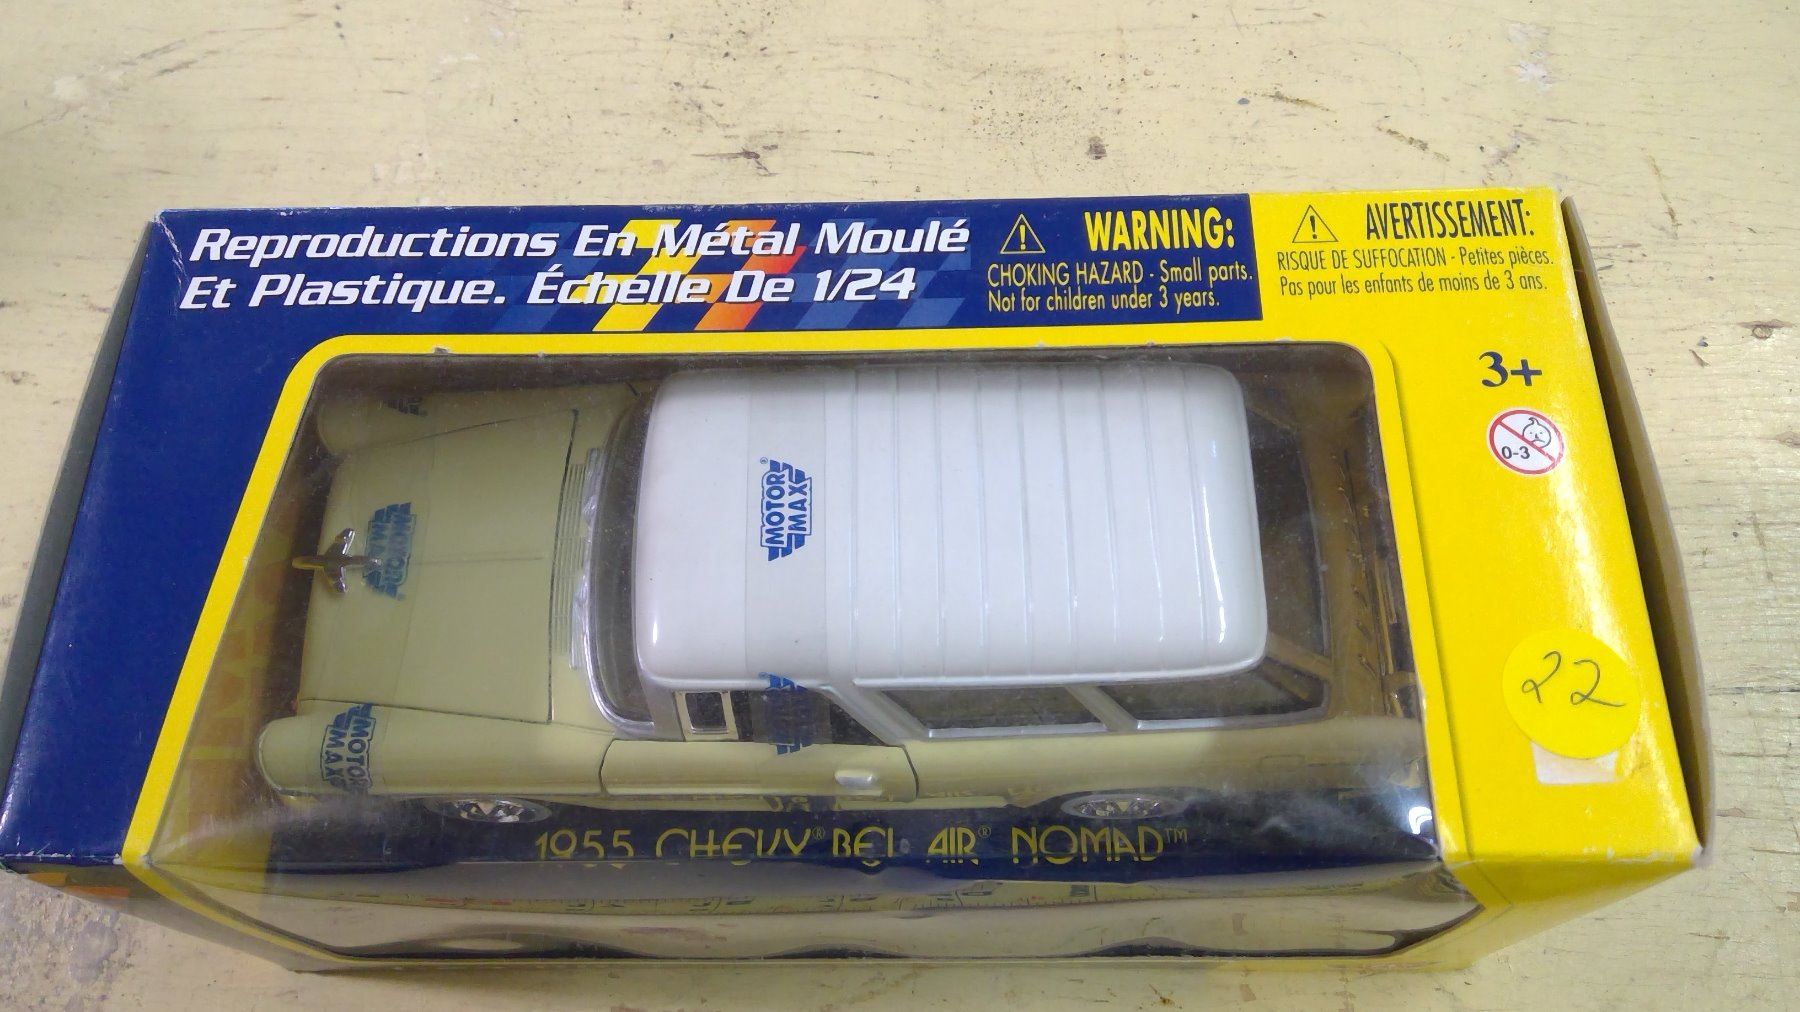 Reproductions En Métal Moulé
Et Plastique. Échelle De 1/24
WARNING:
CHOKING HAZARD - Small parts.
Not for children under 3 years.
AVERTISSEMENT:
RISQUE DE SUFFOCATION - Petites pièces.
Pas pour les enfants de moins de 3 ans.
3+
0-3
22
MOTOR
MAX
®
MOTOR
MAX
MOTOR
MAX
1955 CHEVY® BEL AIR® NOMAD™